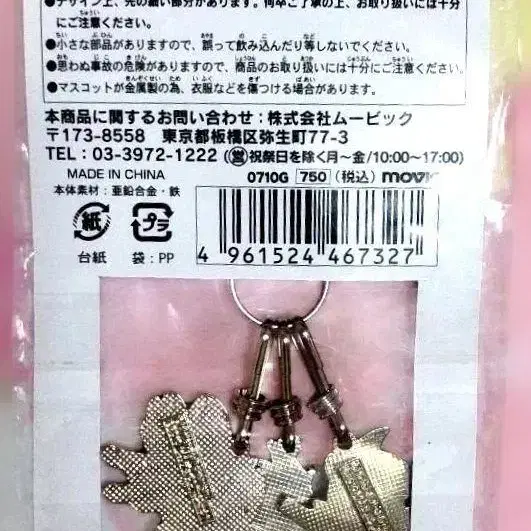 ●デザイン上、先の細い部分があります。何卒ご了承の上、お取り扱いには十分
にご注意ください。
●小さな部品がありますので、誤って飲み込んだり等しないでください。
●思わぬ事故の危険がありますので、商品のお取り扱いには十分にご注意ください。
●マスコットが金属製の為、衣服などを傷つける場合があります。
本商品に関するお問い合わせ：株式会社ムービック
〒173-8558 東京都板橋区弥生町77-3
TEL：03-3972-1222（営祝祭日を除く月～金/10:00～17:00）
MADE IN CHINA 0710G 750（税込）movic
本体素材：亜鉛合金・鉄
紙 プラ
台紙 袋：PP
4 961524 467327